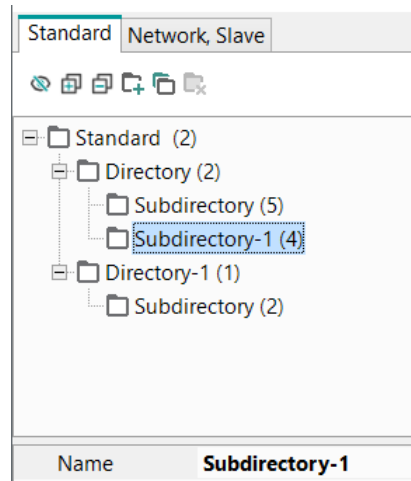 Standard Network, Slave
Standard (2)
Directory (2)
Subdirectory (5)
Subdirectory-1 (4)
Directory-1 (1)
Subdirectory (2)
Name Subdirectory-1